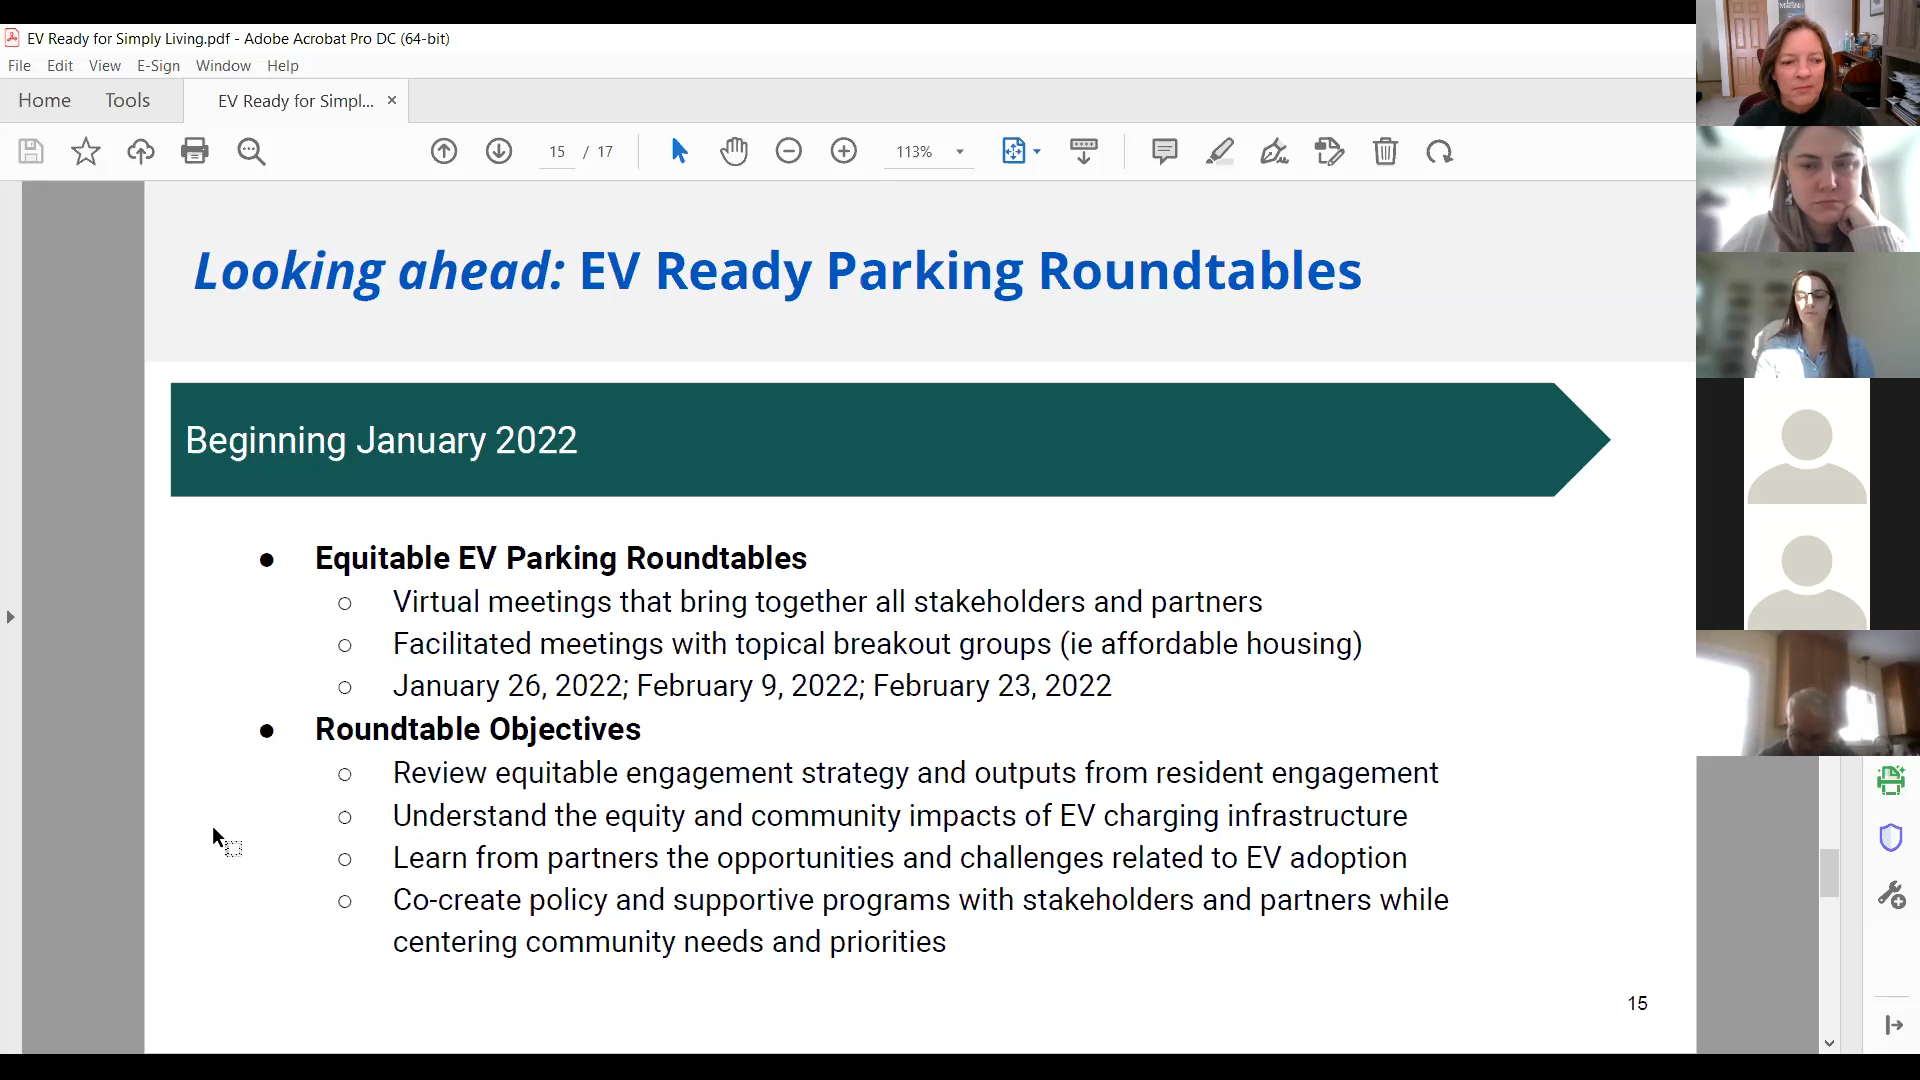 EV Ready for Simply Living.pdf - Adobe Acrobat Pro DC (64-bit)
File Edit View E-Sign Window Help
Home Tools EV Ready for Simpl... ×
15 / 17 113%
Looking ahead: EV Ready Parking Roundtables
Beginning January 2022
● Equitable EV Parking Roundtables
○ Virtual meetings that bring together all stakeholders and partners
○ Facilitated meetings with topical breakout groups (ie affordable housing)
○ January 26, 2022; February 9, 2022; February 23, 2022
● Roundtable Objectives
○ Review equitable engagement strategy and outputs from resident engagement
○ Understand the equity and community impacts of EV charging infrastructure
○ Learn from partners the opportunities and challenges related to EV adoption
○ Co-create policy and supportive programs with stakeholders and partners while
centering community needs and priorities
15